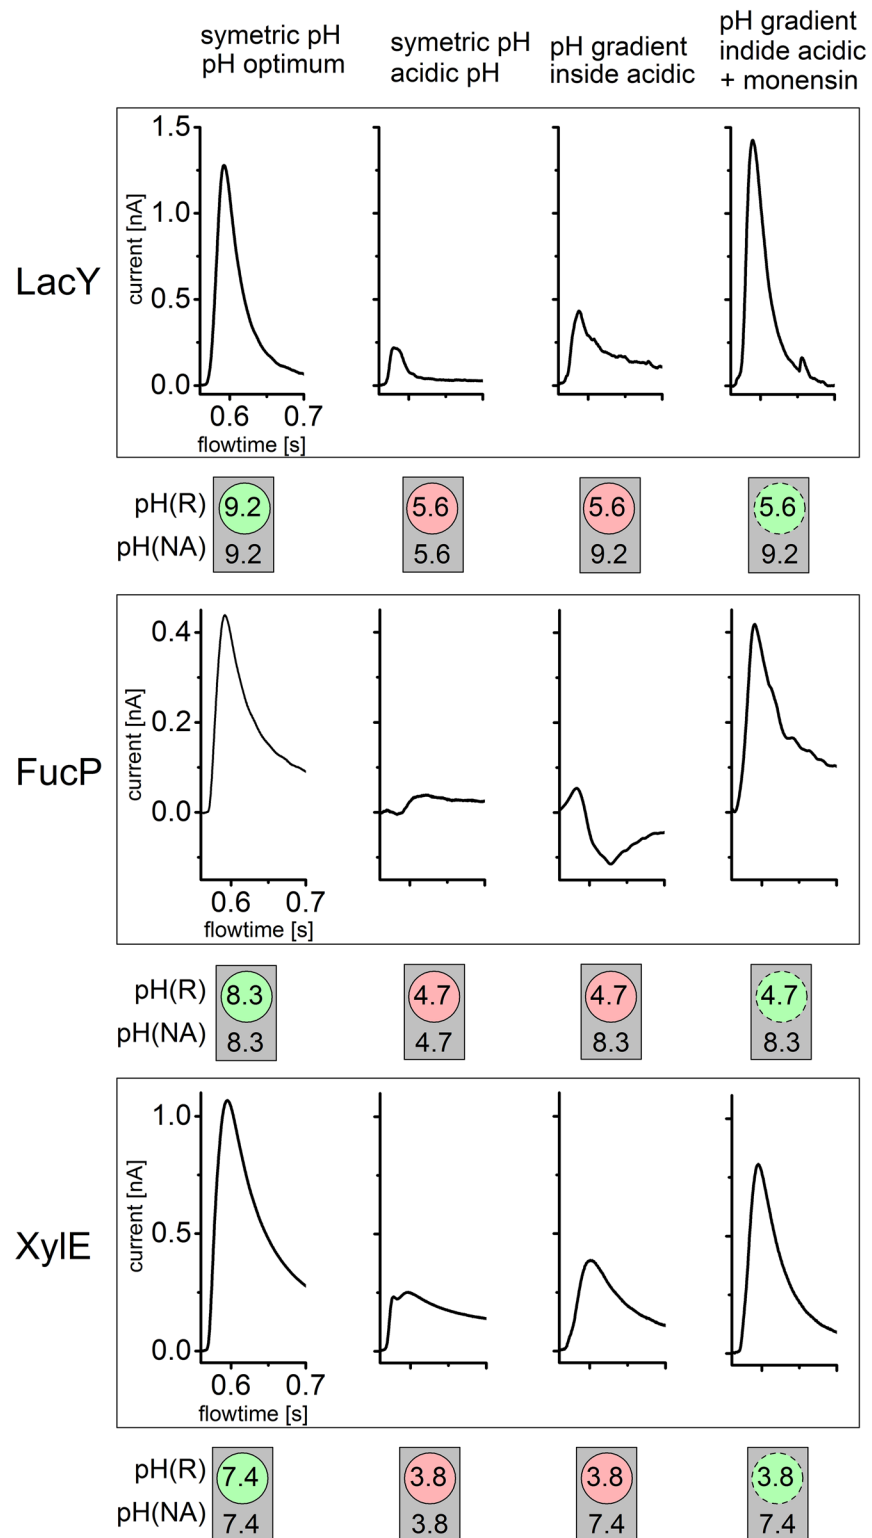 symetric pH
pH optimum
symetric pH
acidic pH
pH gradient
inside acidic
pH gradient
indide acidic
+ monensin
LacY
current [nA]
1.5
1.0
0.5
0.0
0.6 0.7
flowtime [s]
pH(R) 9.2 5.6 5.6 5.6
pH(NA) 9.2 5.6 9.2 9.2
FucP
current [nA]
0.4
0.2
0.0
0.6 0.7
flowtime [s]
pH(R) 8.3 4.7 4.7 4.7
pH(NA) 8.3 4.7 8.3 8.3
XylE
current [nA]
1.0
0.5
0.0
0.6 0.7
flowtime [s]
pH(R) 7.4 3.8 3.8 3.8
pH(NA) 7.4 3.8 7.4 7.4